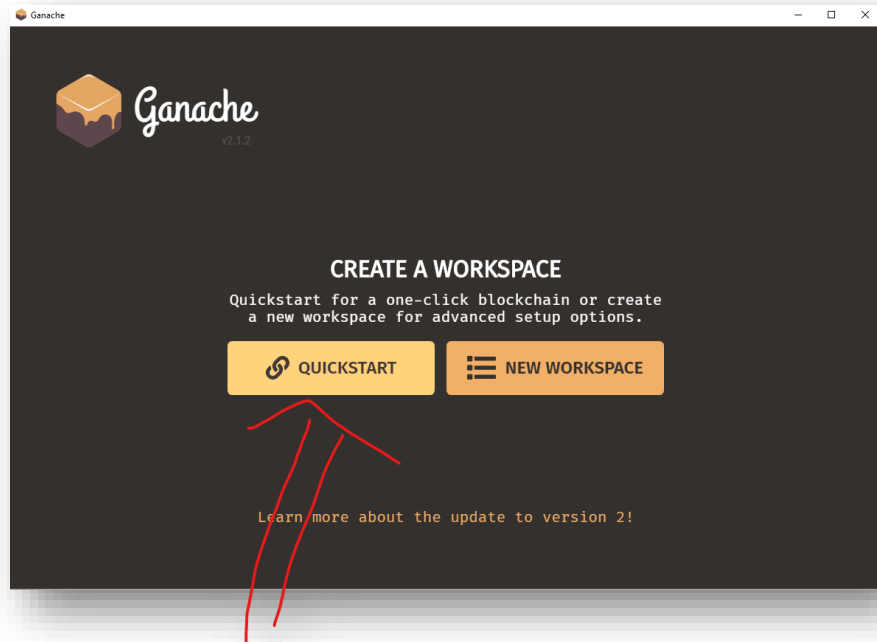 Ganache
Ganache
v2.1.2
CREATE A WORKSPACE
Quickstart for a one-click blockchain or create
a new workspace for advanced setup options.
QUICKSTART
NEW WORKSPACE
Learn more about the update to version 2!